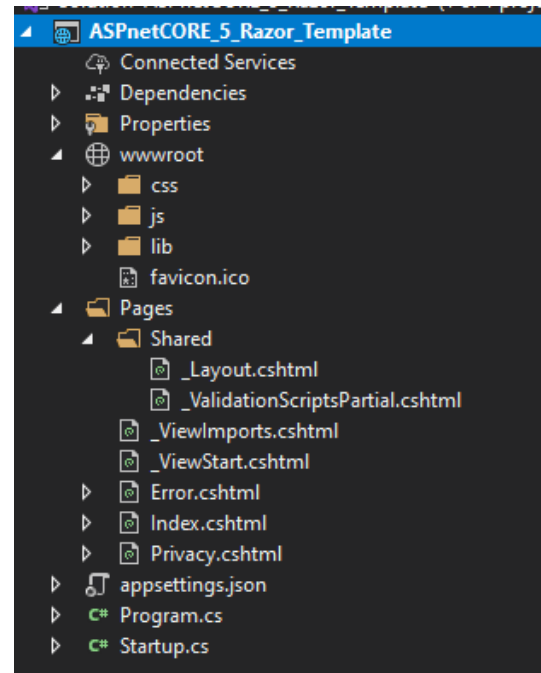 ASPnetCORE_5_Razor_Template
Connected Services
Dependencies
Properties
wwwroot
css
js
lib
favicon.ico
Pages
Shared
_Layout.cshtml
_ValidationScriptsPartial.cshtml
_ViewImports.cshtml
_ViewStart.cshtml
Error.cshtml
Index.cshtml
Privacy.cshtml
appsettings.json
C# Program.cs
C# Startup.cs